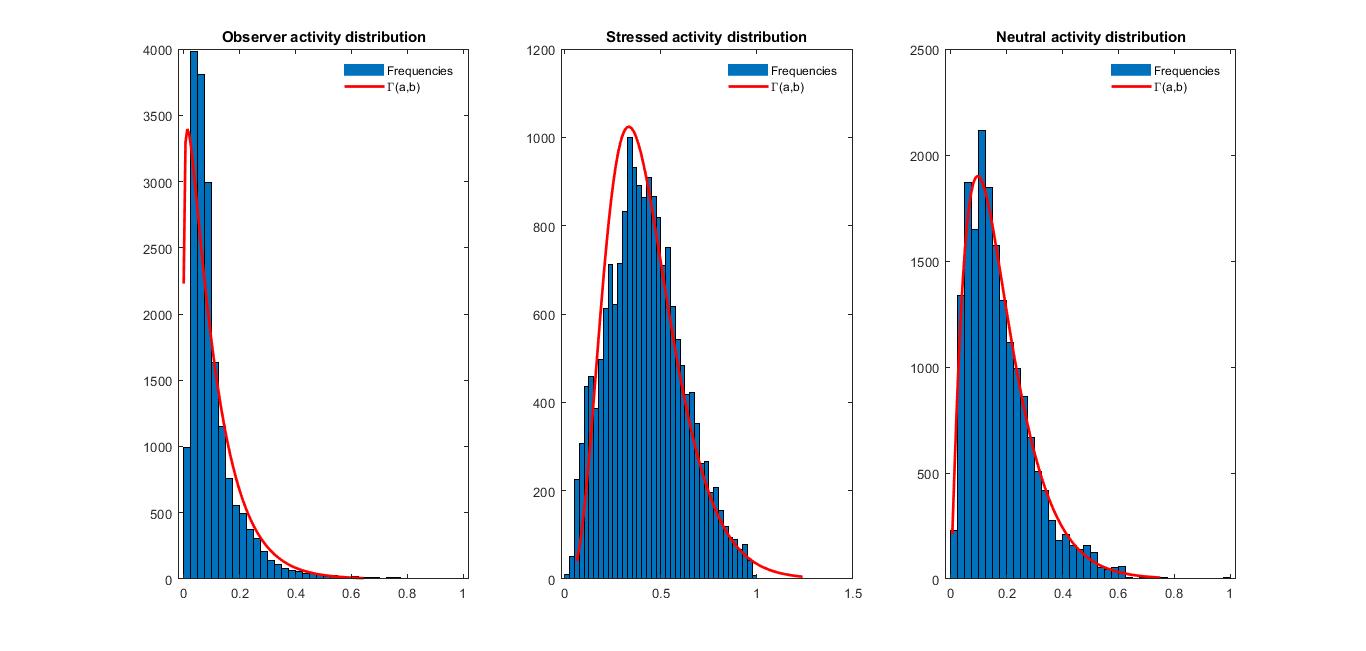 Observer activity distribution
Frequencies
Γ(a,b)
4000
3500
3000
2500
2000
1500
1000
500
0
0 0.2 0.4 0.6 0.8 1
Stressed activity distribution
Frequencies
Γ(a,b)
1200
1000
800
600
400
200
0
0 0.5 1 1.5
Neutral activity distribution
Frequencies
Γ(a,b)
2500
2000
1500
1000
500
0
0 0.2 0.4 0.6 0.8 1